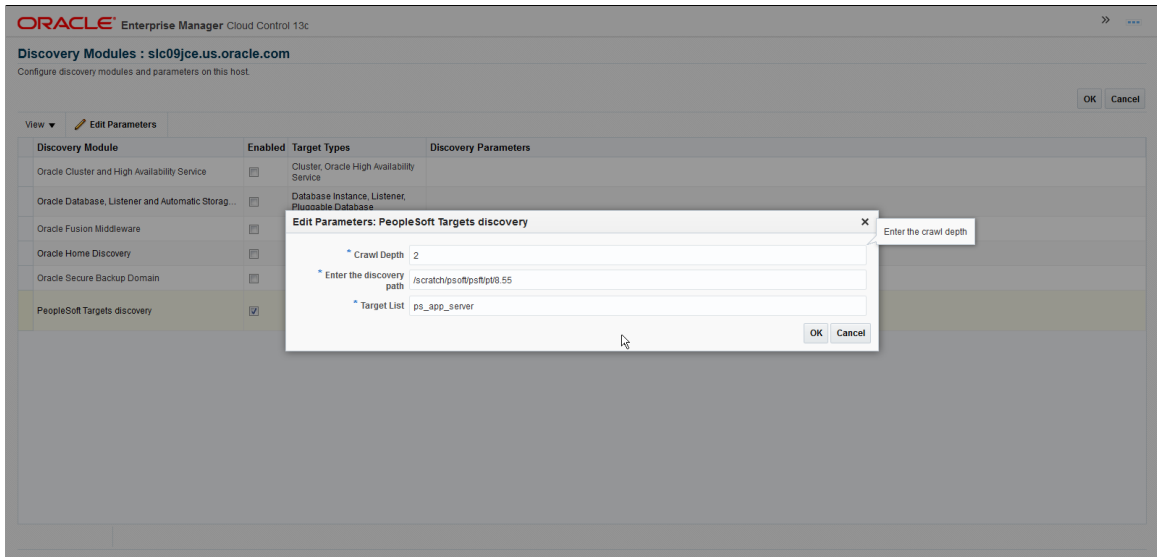 ORACLE Enterprise Manager Cloud Control 13c
Discovery Modules : slc09jce.us.oracle.com
Configure discovery modules and parameters on this host.
OK Cancel
View Edit Parameters
Discovery Module Enabled Target Types Discovery Parameters
Oracle Cluster and High Availability Service Cluster, Oracle High Availability
Service
Oracle Database, Listener and Automatic Storag... Database Instance, Listener,
Pluggable Database
Oracle Fusion Middleware
Oracle Home Discovery
Oracle Secure Backup Domain
PeopleSoft Targets discovery
Edit Parameters: PeopleSoft Targets discovery
Enter the crawl depth
* Crawl Depth 2
* Enter the discovery
path /scratch/psoft/psft/pt/8.55
* Target List ps_app_server
OK Cancel